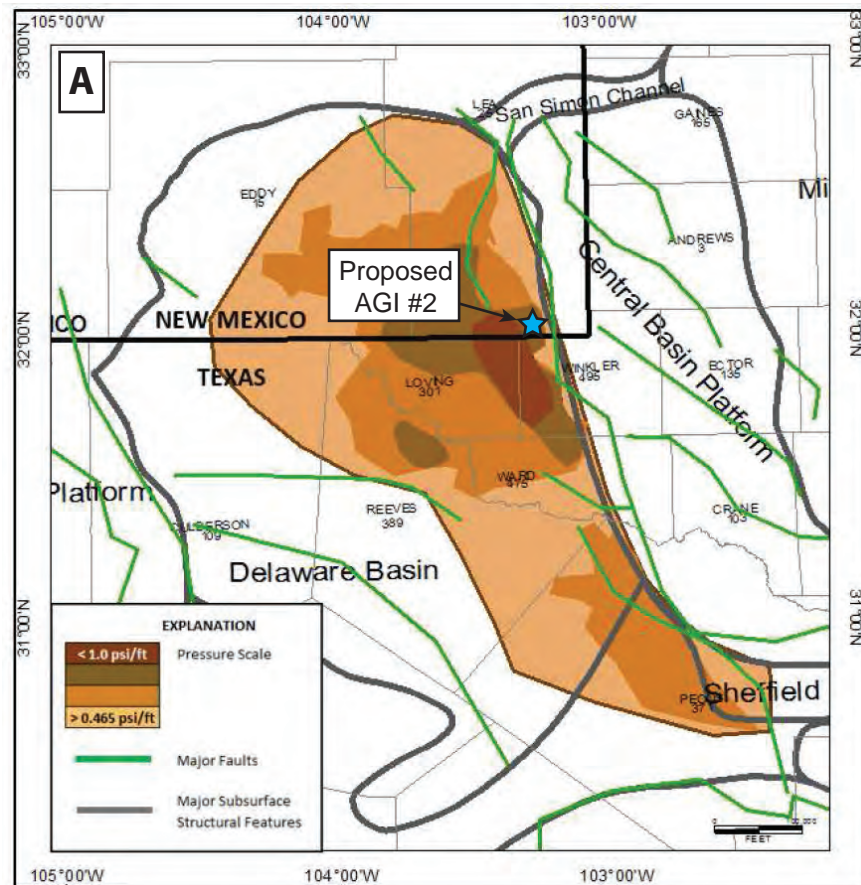 105°00'W 104°00'W 103°00'W
33°00'N
33°00'N
A
LEA
San Simon Channel
GAINES
165
EDDY
15
Mi
ANDREWS
3
Proposed
AGI #2
Central Basin Platform
ICO
NEW MEXICO
32°00'N
32°00'N
TEXAS
LOVING
301
WINKLER
495
ECTOR
135
WARD
475
Platform
REEVES
389
CRANE
103
109
Delaware Basin
31°00'N
31°00'N
EXPLANATION
< 1.0 psi/ft
Pressure Scale
> 0.465 psi/ft
Major Faults
Major Subsurface
Structural Features
Sheffield
0
FEET
105°00'W 104°00'W 103°00'W